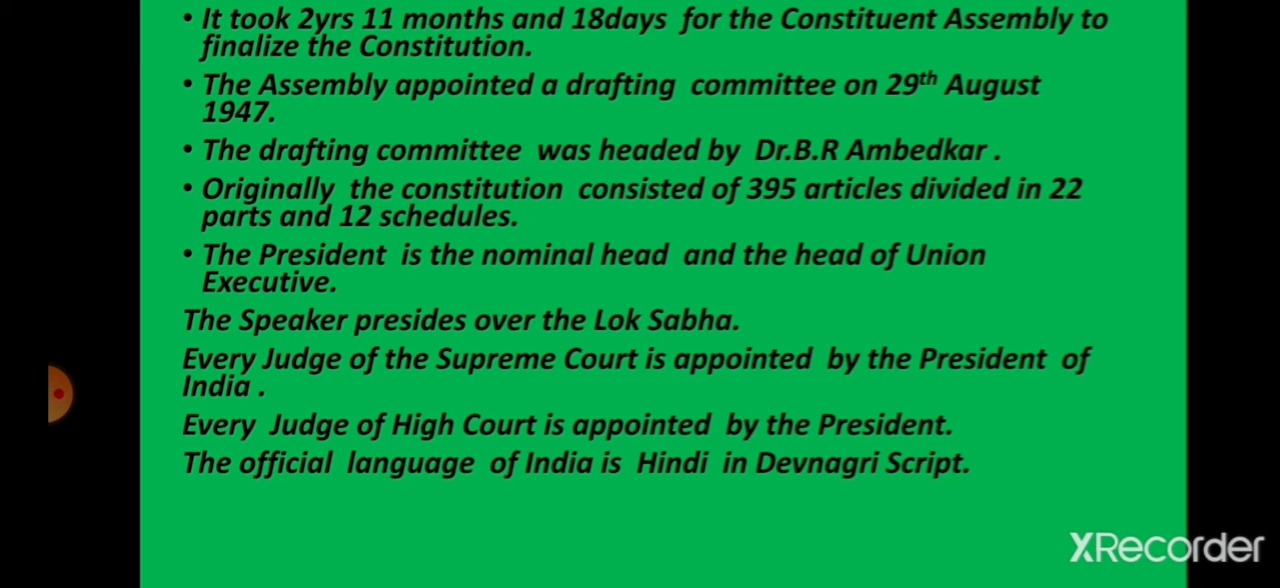 • It took 2yrs 11 months and 18days for the Constituent Assembly to
finalize the Constitution.
• The Assembly appointed a drafting committee on 29th August
1947.
• The drafting committee was headed by Dr.B.R Ambedkar .
• Originally the constitution consisted of 395 articles divided in 22
parts and 12 schedules.
• The President is the nominal head and the head of Union
Executive.
The Speaker presides over the Lok Sabha.
Every Judge of the Supreme Court is appointed by the President of
India .
Every Judge of High Court is appointed by the President.
The official language of India is Hindi in Devnagri Script.
XRecorder